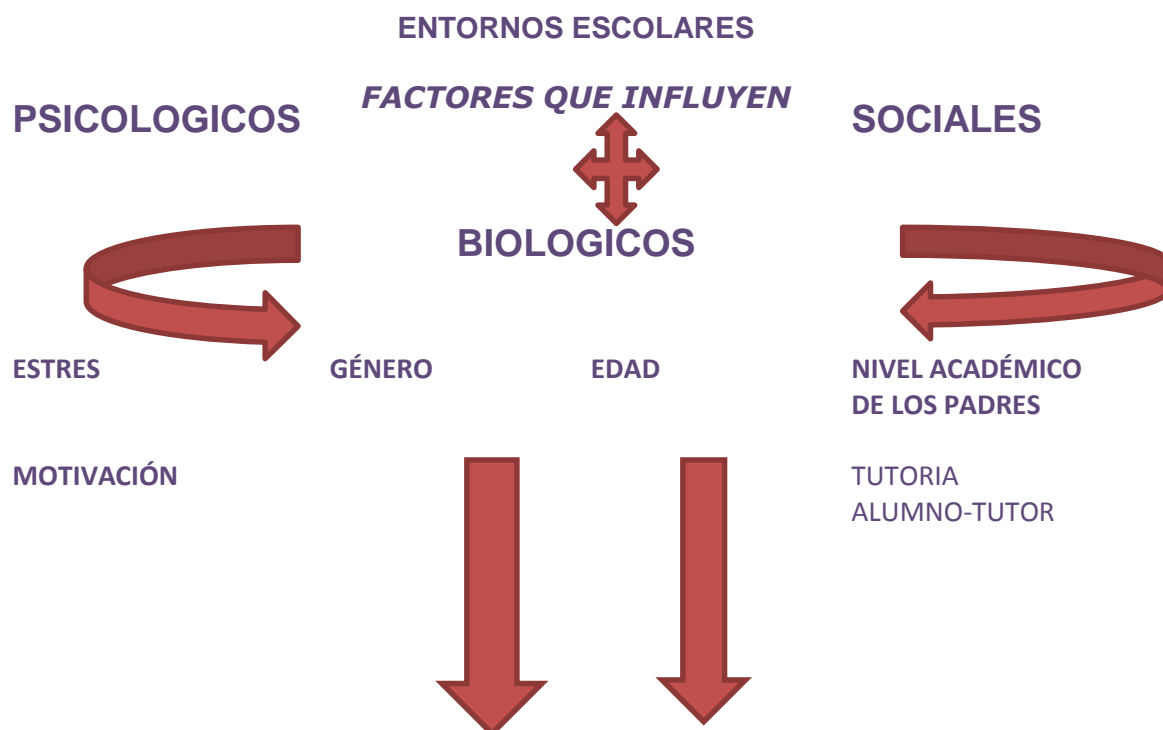 ENTORNOS ESCOLARES
FACTORES QUE INFLUYEN
PSICOLOGICOS
SOCIALES
BIOLOGICOS
ESTRES
GÉNERO
EDAD
NIVEL ACADÉMICO
DE LOS PADRES
MOTIVACIÓN
TUTORIA
ALUMNO-TUTOR